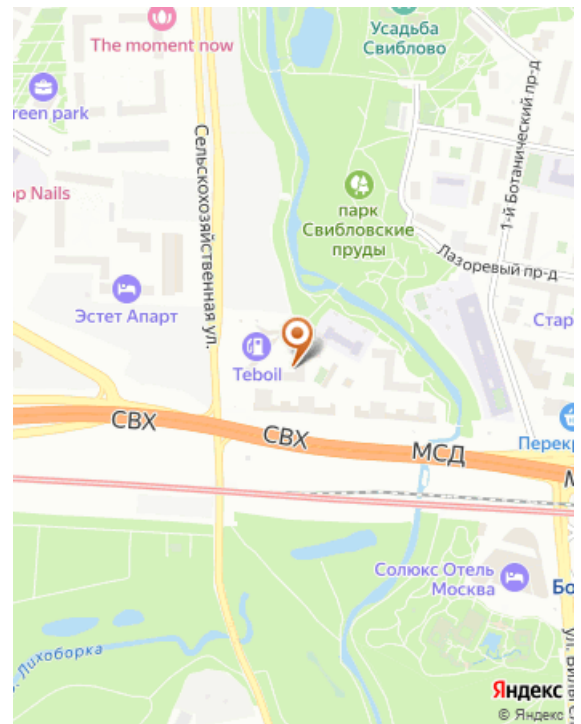 Усадьба
Свиблово
The moment now
1-й Ботанический пр-д
reen park
Сельскохозяйственная ул.
op Nails
парк
Свибловские
пруды
Лазоревый пр-д
Эстет Апарт
Стар
Teboil
СВХ
СВХ
МСД
Перекр
М
Солюкс Отель
Москва
Бо
Лихоборка
Яндекс
© Яндекс